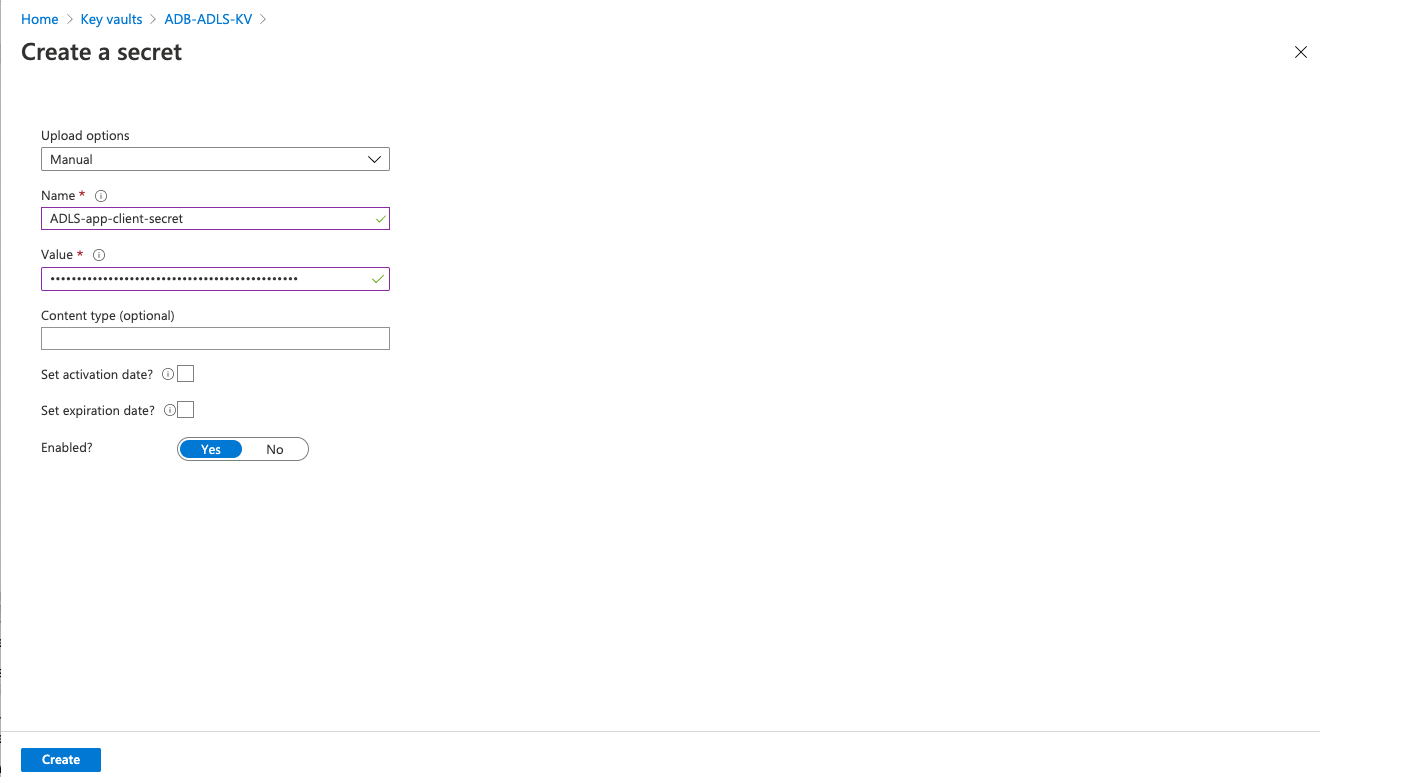 Home > Key vaults > ADB-ADLS-KV >
Create a secret
Upload options
Manual
Name *
ADLS-app-client-secret
Value *
•••••••••••••••••••••••••••••••••••••••••••••••
Content type (optional)
Set activation date?
Set expiration date?
Enabled? Yes No
Create